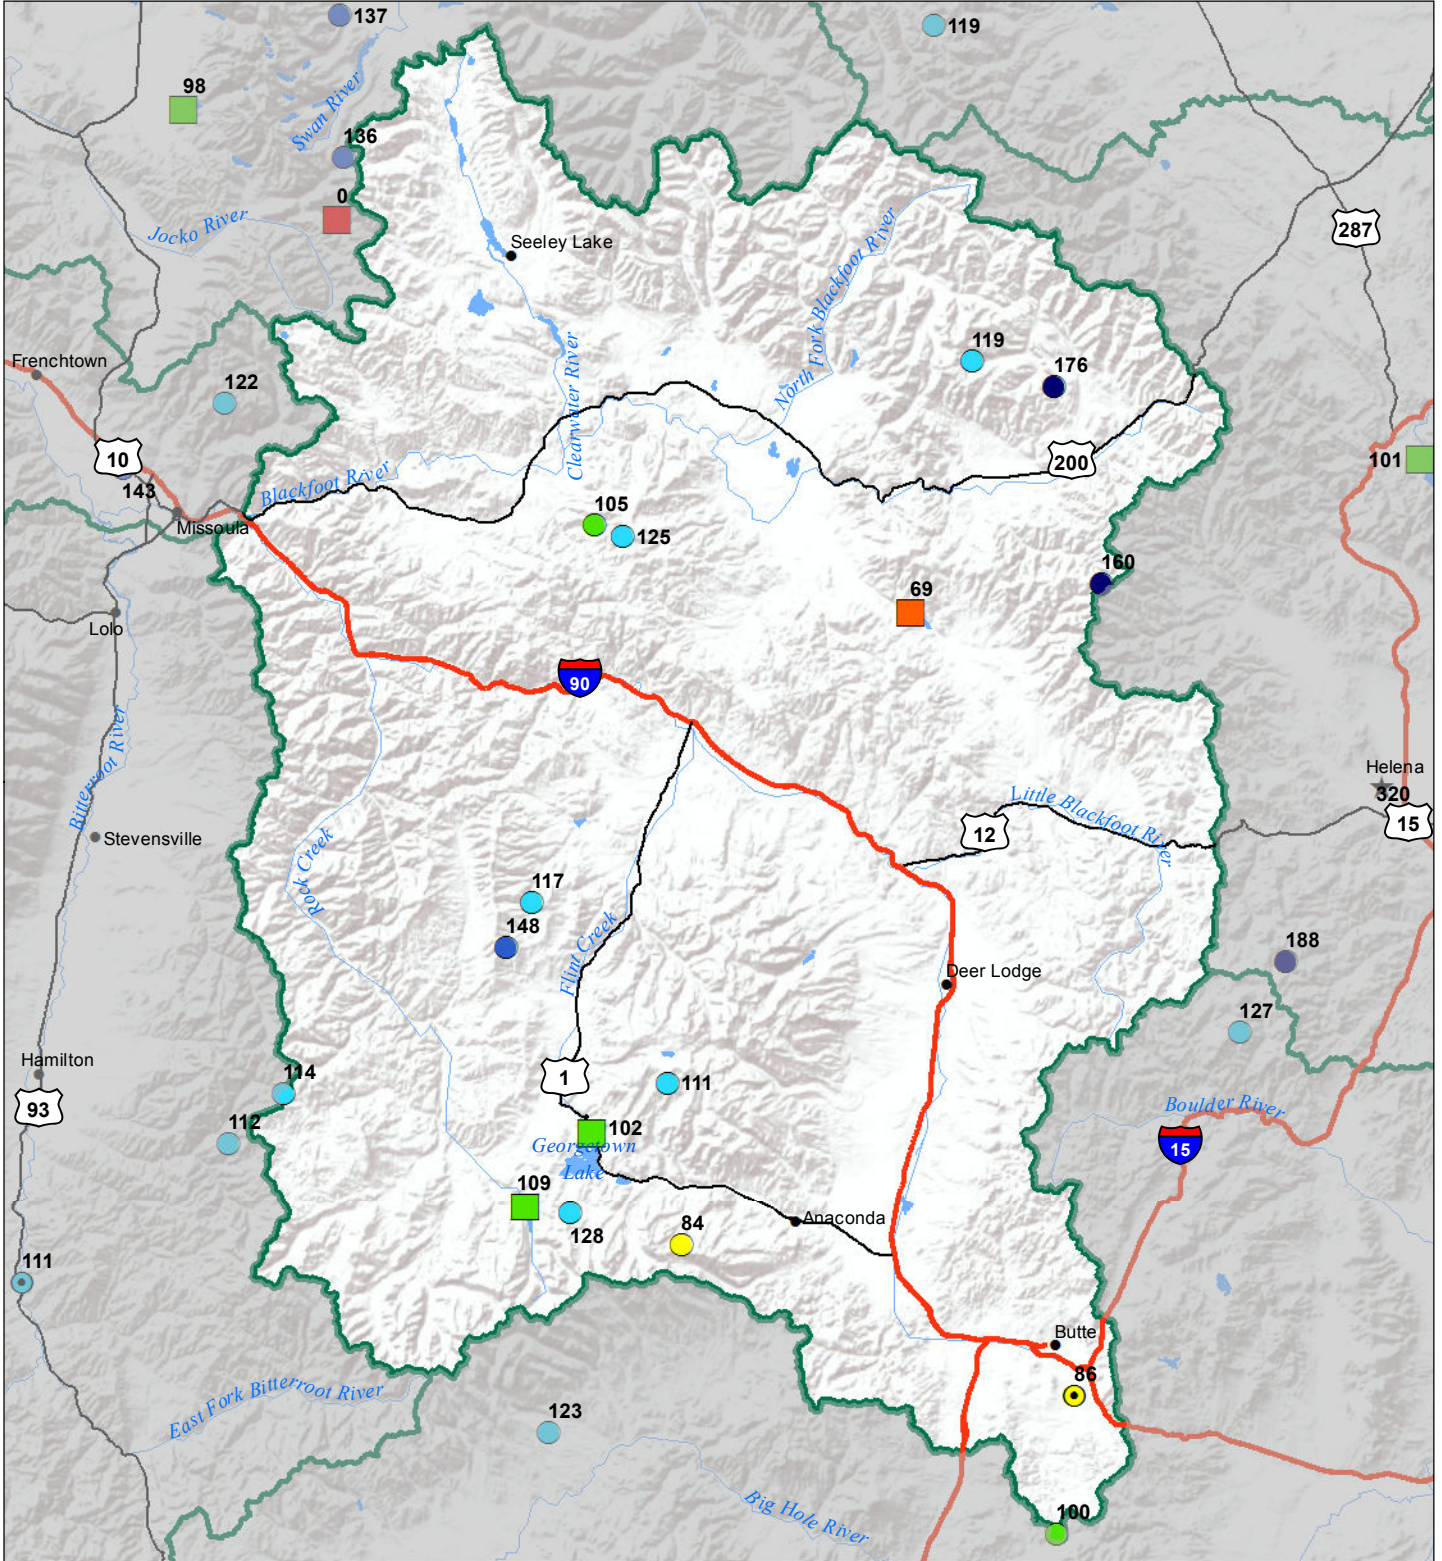 137
119
98
Swan River
136
0
Jocko River
287
Seeley Lake
North Fork Blackfoot River
Clearwater River
119
Frenchtown
176
122
10
200
101
143
Blackfoot River
Missoula
105
125
160
69
Lolo
90
Bitterroot River
Helena
320
15
Little Blackfoot River
12
Stevensville
Rock Creek
117
148
Flint Creek
188
Deer Lodge
127
Hamilton
114
1
111
93
Boulder River
112
102
Georgetown
Lake
15
109
128
84
Anaconda
111
Butte
86
East Fork Bitterroot River
123
Big Hole River
100